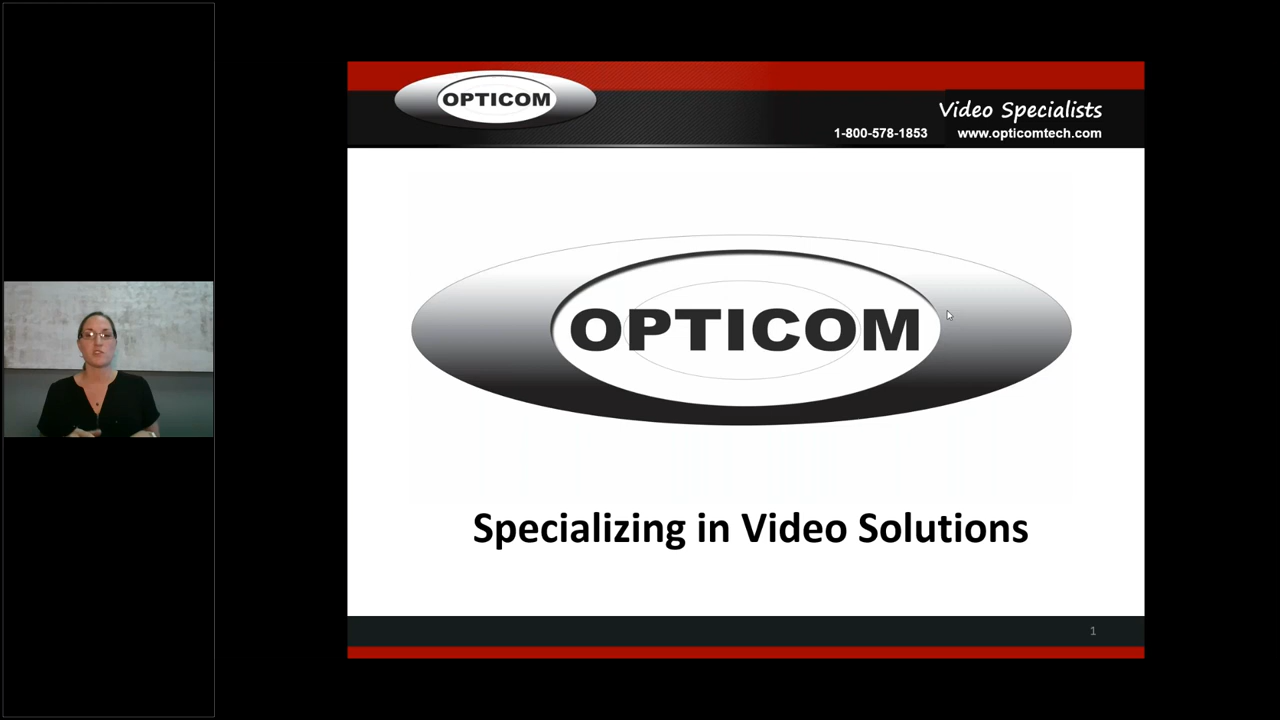 OPTICOM
Video Specialists
1-800-578-1853 www.opticomtech.com
OPTICOM
Specializing in Video Solutions
1